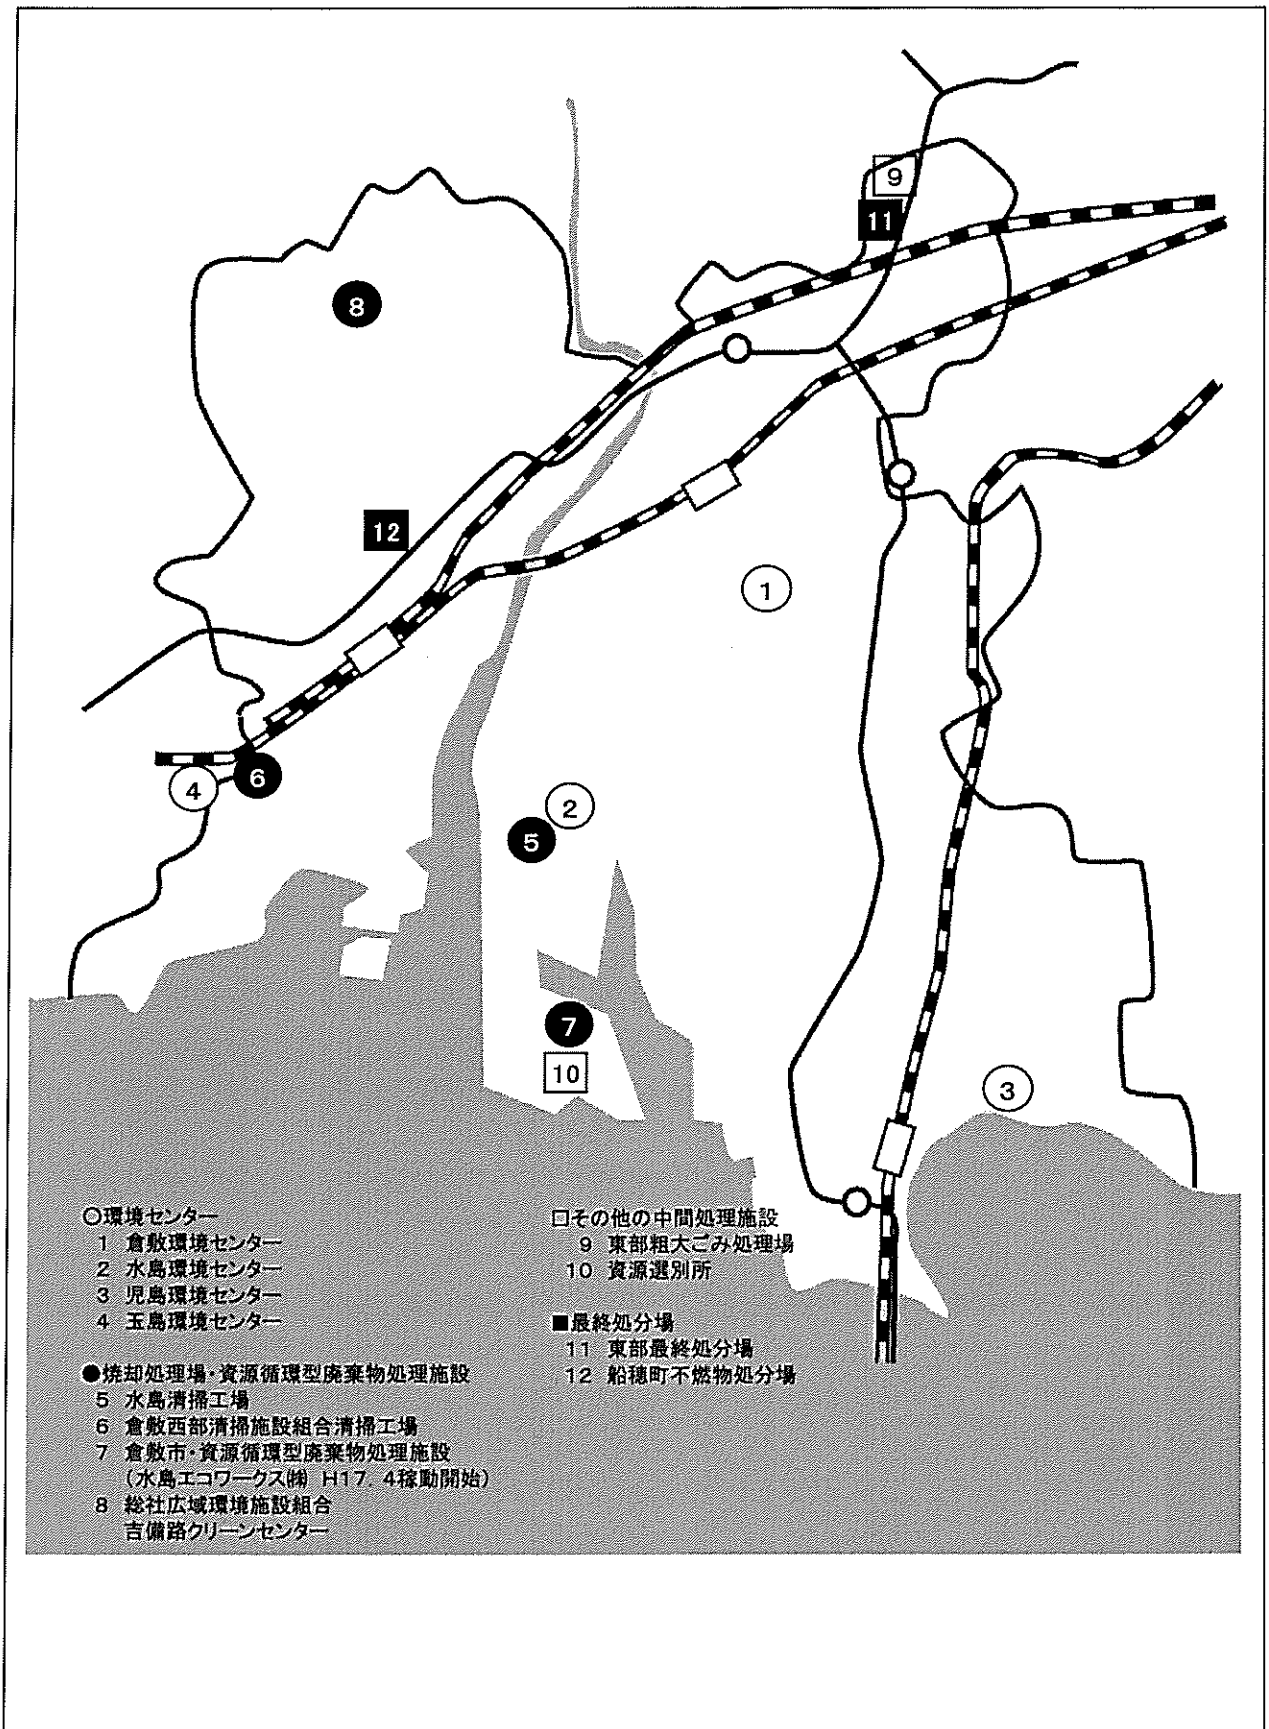 9
11
8
12
1
4
6
2
5
7
10
3
○環境センター
1 倉敷環境センター
2 水島環境センター
3 児島環境センター
4 玉島環境センター
●焼却処理場・資源循環型廃棄物処理施設
5 水島清掃工場
6 倉敷西部清掃施設組合清掃工場
7 倉敷市・資源循環型廃棄物処理施設
(水島エコワークス㈱ H17.4稼動開始)
8 総社広域環境施設組合
吉備路クリーンセンター
□その他の中間処理施設
9 東部粗大ごみ処理場
10 資源選別所
■最終処分場
11 東部最終処分場
12 船穂町不燃物処分場